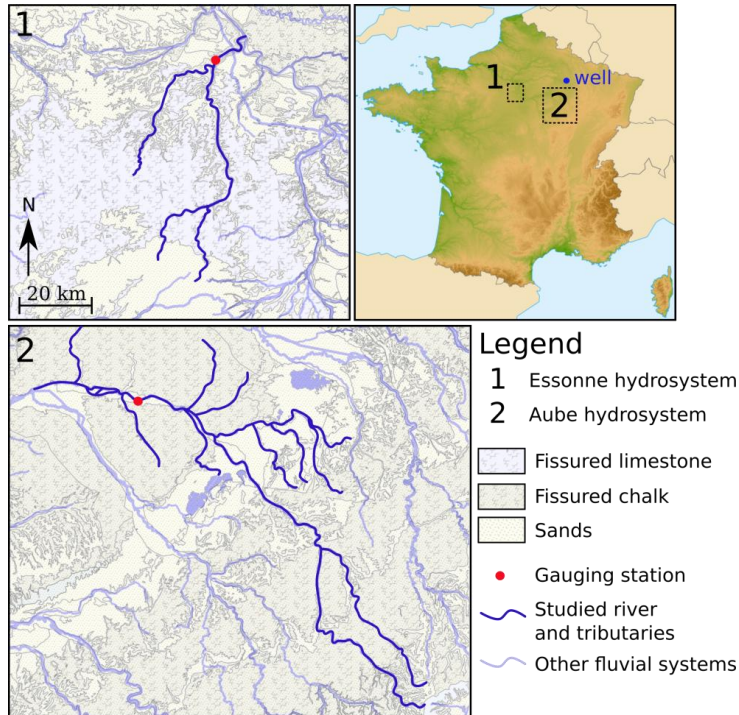 1
N
20 km
1
2
well
2
Legend
1 Essonne hydrosystem
2 Aube hydrosystem
Fissured limestone
Fissured chalk
Sands
Gauging station
Studied river
and tributaries
Other fluvial systems